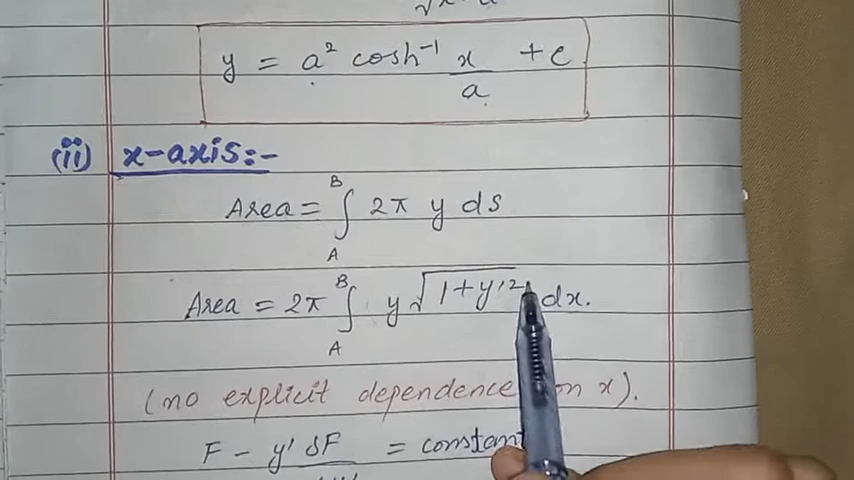 y = a² cosh⁻¹ x/a + c
(ii) x-axis:-
Area = ∫_A^B 2π y ds
Area = 2π ∫_A^B y √(1+y'²) dx.
(no explicit dependence on x).
F - y' δF = constant